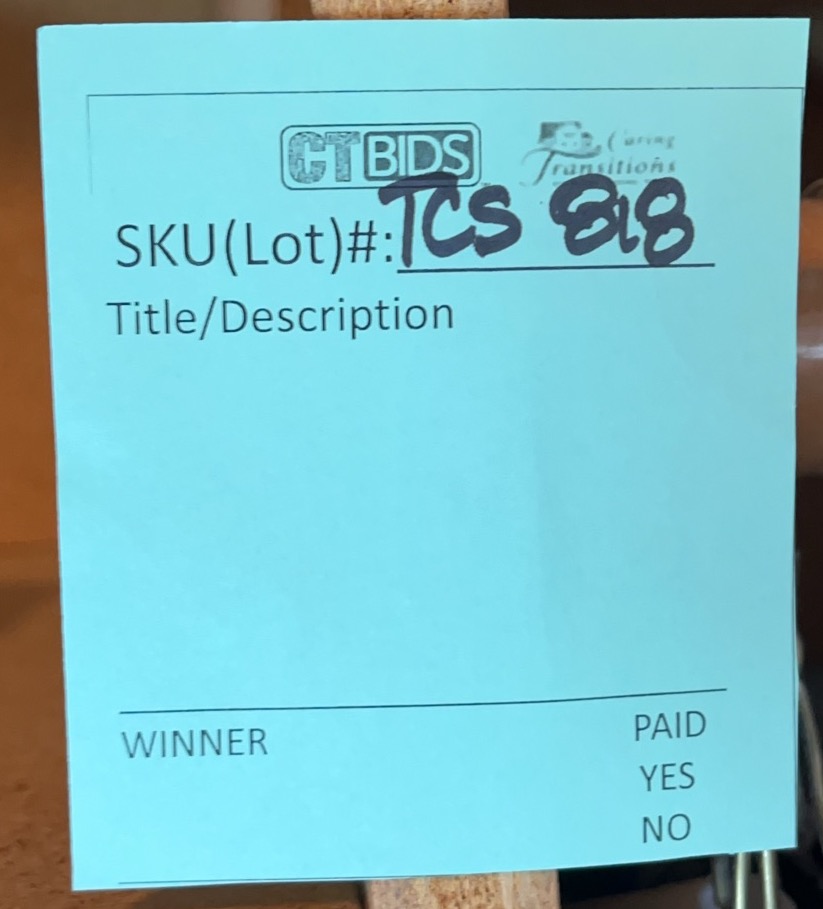 CTBIDS Caring Transitions
SKU(Lot)#: TCS 818
Title/Description
WINNER PAID
YES
NO